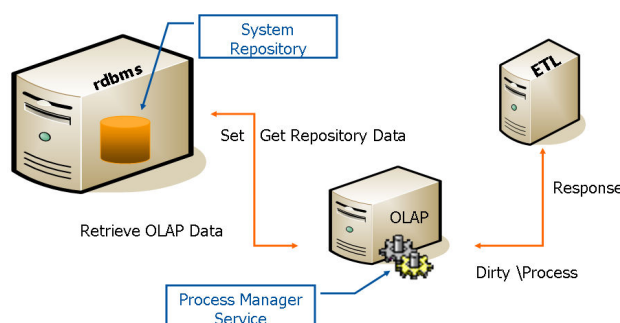 System
Repository
rdbms
ETL
Set
Get Repository Data
Retrieve OLAP Data
OLAP
Response
Dirty \Process
Process Manager
Service